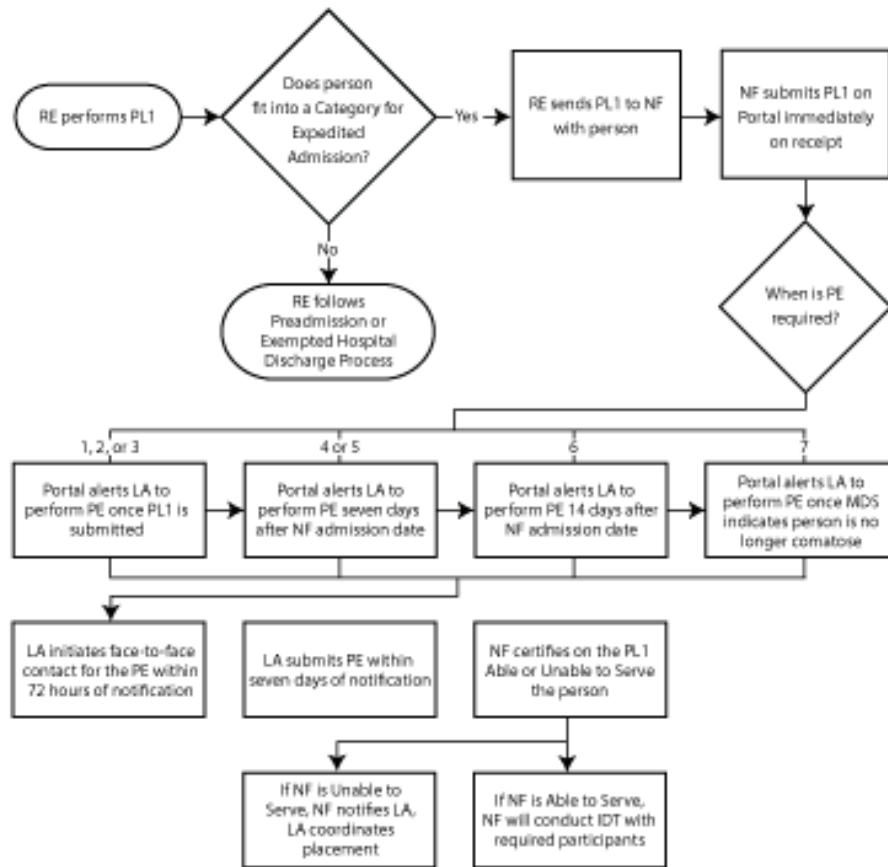 RE performs PL1
Does person
fit into a Category for
Expedited
Admission?
Yes
RE sends PL1 to NF
with person
NF submits PL1 on
Portal immediately
on receipt
No
RE follows
Preadmission or
Exempted Hospital
Discharge Process
When is PE
required?
1, 2, or 3
4 or 5
6
7
Portal alerts LA to
perform PE once PL1 is
submitted
Portal alerts LA to
perform PE seven days
after NF admission date
Portal alerts LA to
perform PE 14 days after
NF admission date
Portal alerts LA to
perform PE once MDS
indicates person is no
longer comatose
LA initiates face-to-face
contact for the PE within
72 hours of notification
LA submits PE within
seven days of notification
NF certifies on the PL1
Able or Unable to Serve
the person
If NF is Unable to
Serve, NF notifies LA,
LA coordinates
placement
If NF is Able to Serve,
NF will conduct IDT with
required participants